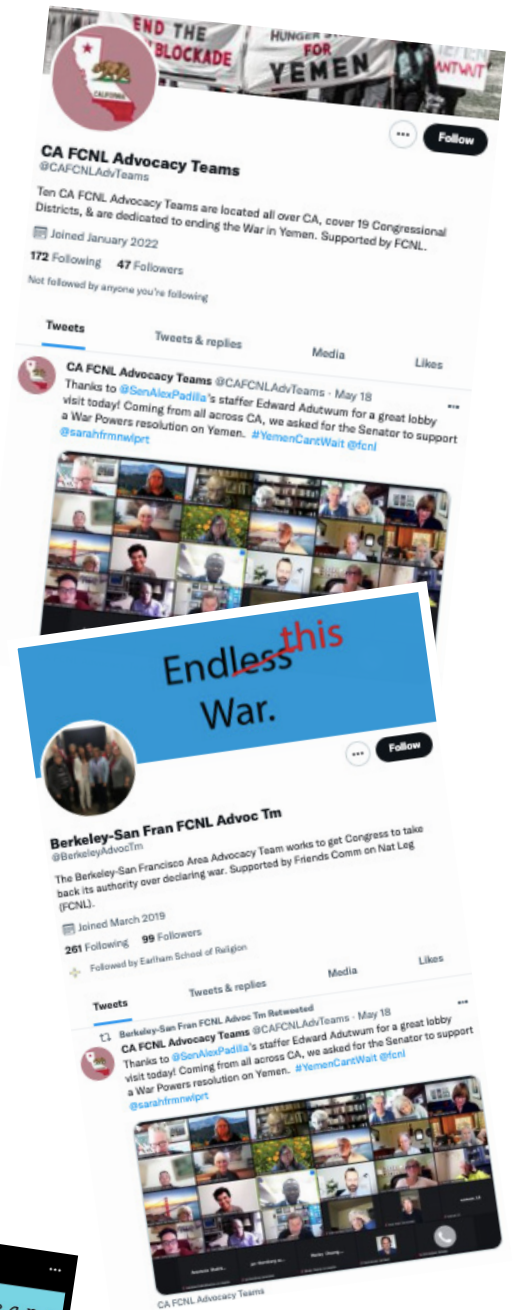 END THE
BLOCKADE
HUNGER
FOR
YEMEN
CALIFORNIA
Follow
CA FCNL Advocacy Teams
@CAFCNLAdvTeams
Ten CA FCNL Advocacy Teams are located all over CA, cover 19 Congressional
Districts, & are dedicated to ending the War in Yemen. Supported by FCNL.
Joined January 2022
172 Following 47 Followers
Not followed by anyone you're following
Tweets Tweets & replies Media Likes
CA FCNL Advocacy Teams @CAFCNLAdvTeams · May 18
Thanks to @SenAlexPadilla's staffer Edward Adutwum for a great lobby
visit today! Coming from all across CA, we asked for the Senator to support
a War Powers resolution on Yemen. #YemenCantWait @fcnl
@sarahfrmnwlprt
this
Endless
War.
Follow
Berkeley-San Fran FCNL Advoc Tm
@BerkeleyAdvocTm
The Berkeley-San Francisco Area Advocacy Team works to get Congress to take
back its authority over declaring war. Supported by Friends Comm on Nat Leg
(FCNL).
Joined March 2019
261 Following 99 Followers
Followed by Earlham School of Religion
Tweets Tweets & replies Media Likes
Berkeley-San Fran FCNL Advoc Tm Retweeted
CA FCNL Advocacy Teams @CAFCNLAdvTeams · May 18
Thanks to @SenAlexPadilla's staffer Edward Adutwum for a great lobby
visit today! Coming from all across CA, we asked for the Senator to support
a War Powers resolution on Yemen. #YemenCantWait @fcnl
@sarahfrmnwlprt
CA FCNL Advocacy Teams